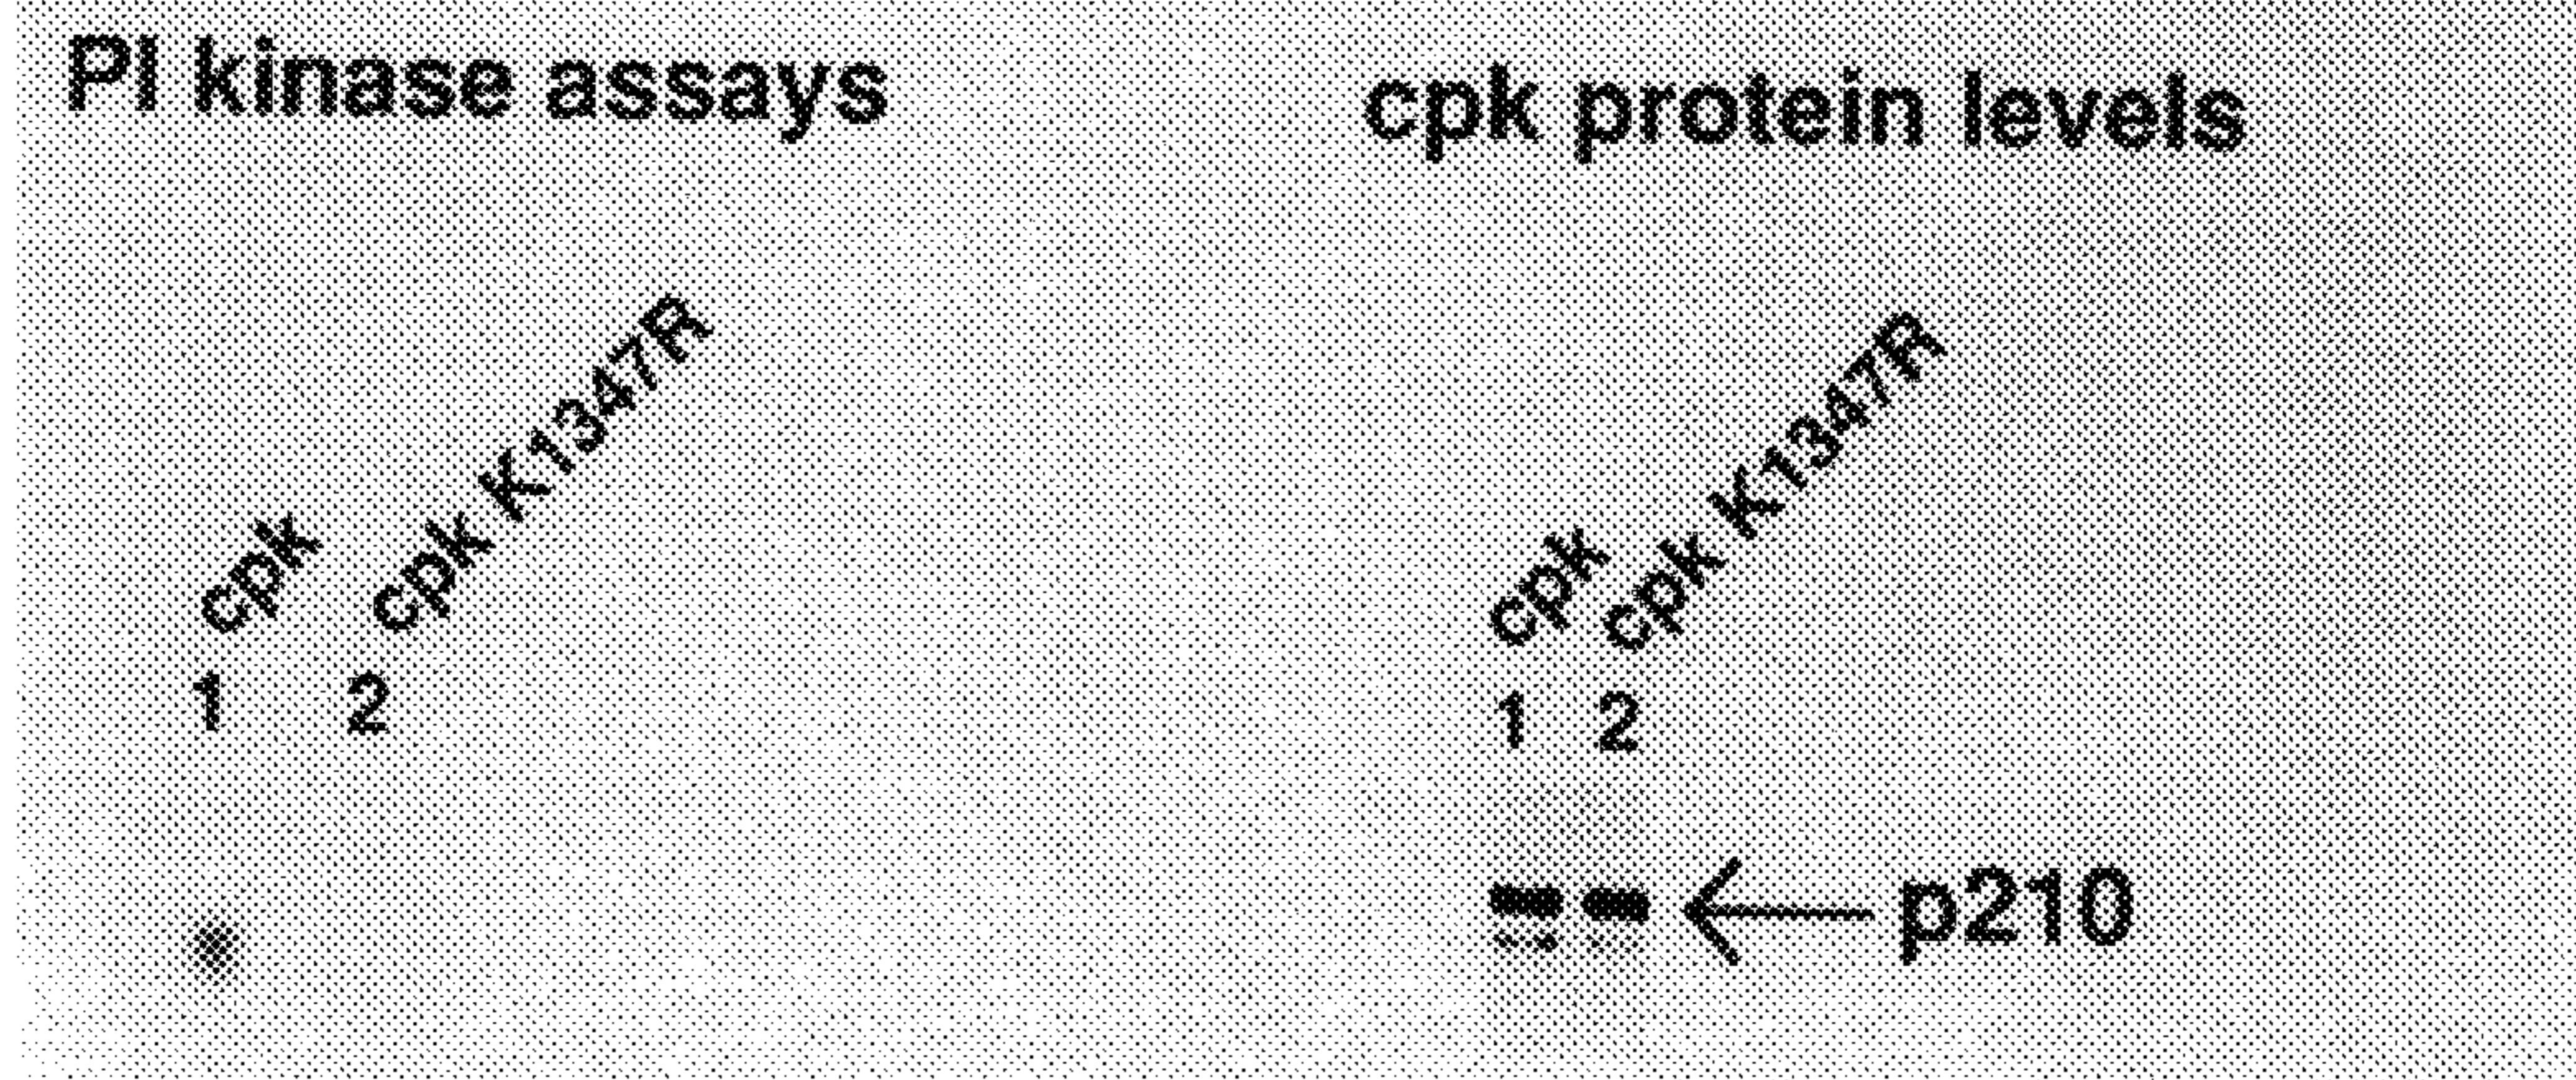 PI kinase assays
cpk
cpk K1347R
1 2
cpk protein levels
cpk
cpk K1347R
1 2
p210